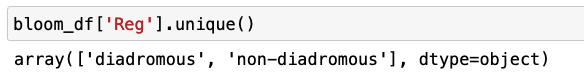 bloom_df['Reg'].unique()
array(['diadromous', 'non-diadromous'], dtype=object)